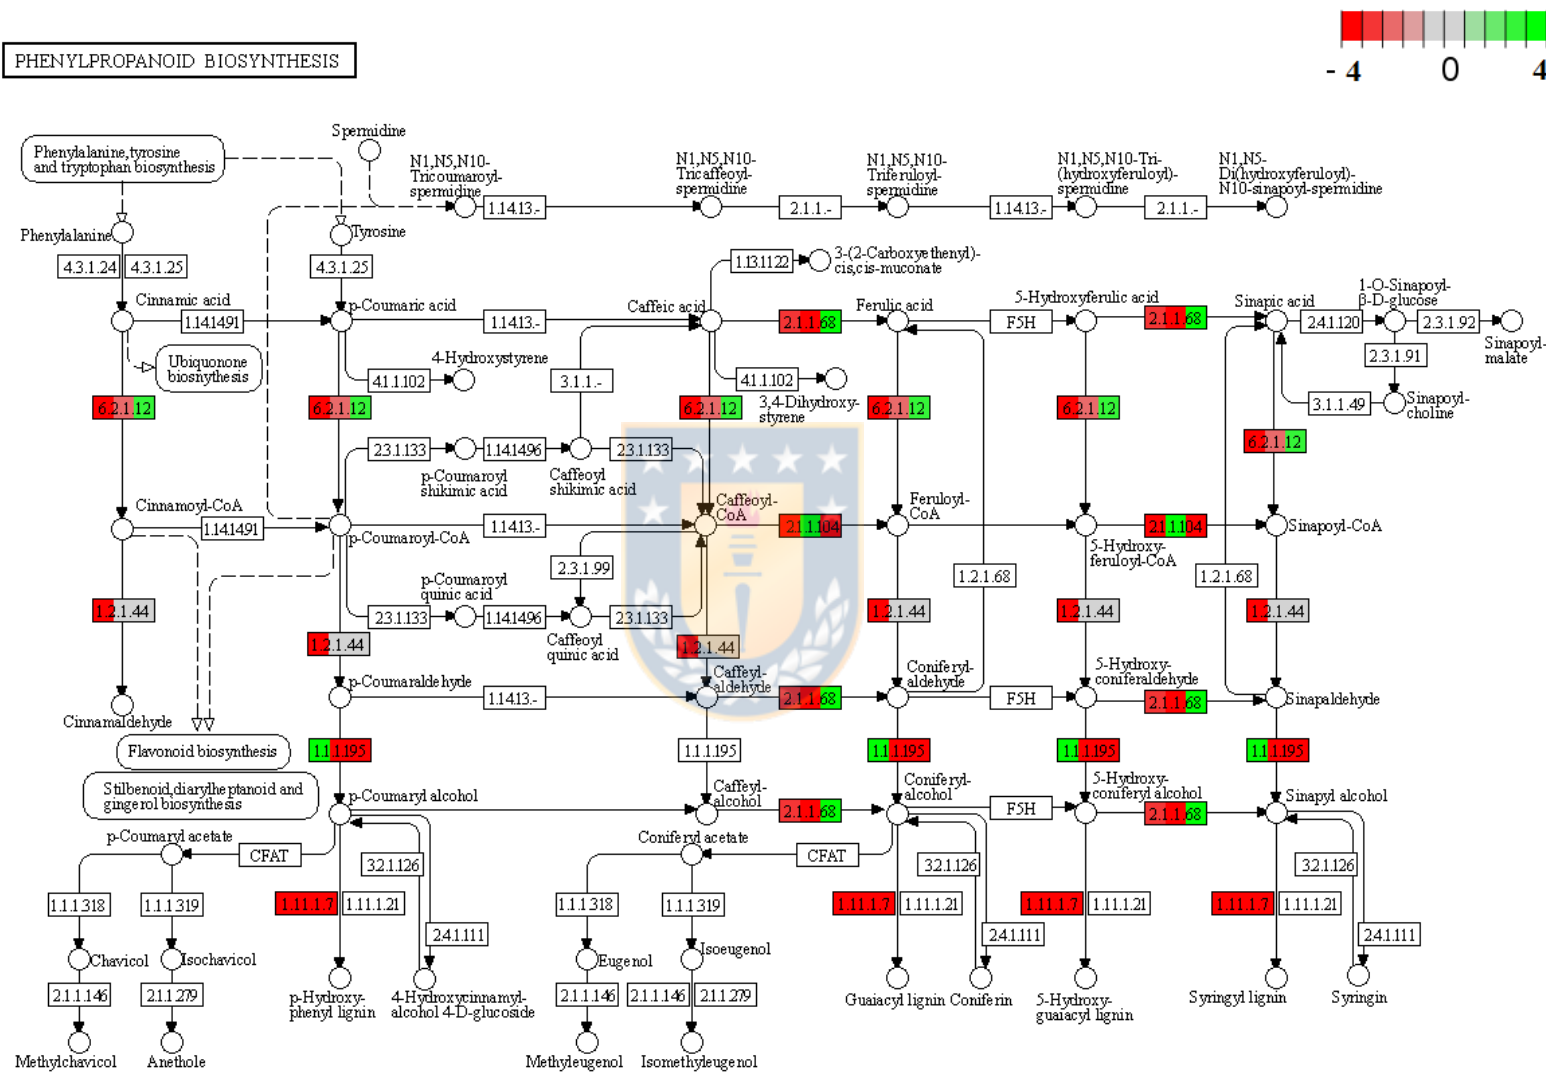 - 4 0 4
PHENYLPROPANOID BIOSYNTHESIS
Spermidine
Phenylalanine,tyrosine
and tryptophan biosynthesis
N1,N5,N10-
Tricoumaroyl-
spermidine
N1,N5,N10-
Tricaffeoyl-
spermidine
N1,N5,N10-
Triferuloyl-
spermidine
N1,N5,N10-Tri-
(hydroxyferuloyl)-
spermidine
N1,N5-
Di(hydroxyferuloyl)-
N10-sinapoyl-spermidine
1.14.13.-
2.1.1.-
1.14.13.-
2.1.1.-
Phenylalanine
Tyrosine
4.3.1.24
4.3.1.25
4.3.1.25
1.13.11.22
3-(2-Carboxyethenyl)-
cis,cis-muconate
Cinnamic acid
p-Coumaric acid
Caffeic acid
Ferulic acid
5-Hydroxyferulic acid
Sinapic acid
1-O-Sinapoyl-
β-D-glucose
1.14.14.91
1.14.13.-
2.1.1.68
F5H
2.1.1.68
2.4.1.120
2.3.1.92
Sinapoyl-
malate
Ubiquonone
biosnythesis
4-Hydroxystyrene
4.1.1.102
3.1.1.-
4.1.1.102
3,4-Dihydroxy-
styrene
2.3.1.91
3.1.1.49
Sinapoyl-
choline
6.2.1.12
6.2.1.12
6.2.1.12
6.2.1.12
6.2.1.12
6.2.1.12
2.3.1.133
1.14.14.96
2.3.1.133
p-Coumaroyl
shikimic acid
Caffeoyl
shikimic acid
Cinnamoyl-CoA
Caffeoyl-
CoA
Feruloyl-
CoA
1.14.14.91
p-Coumaroyl-CoA
1.14.13.-
2.1.1.104
2.1.1.104
Sinapoyl-CoA
5-Hydroxy-
feruloyl-CoA
2.3.1.99
1.2.1.68
1.2.1.68
p-Coumaroyl
quinic acid
2.3.1.133
1.14.14.96
2.3.1.133
Caffeoyl
quinic acid
1.2.1.44
1.2.1.44
1.2.1.44
1.2.1.44
1.2.1.44
1.2.1.44
p-Coumaraldehyde
1.14.13.-
Caffeyl-
aldehyde
2.1.1.68
Coniferyl-
aldehyde
F5H
5-Hydroxy-
coniferaldehyde
2.1.1.68
Sinapaldehyde
Cinnamaldehyde
Flavonoid biosynthesis
1.1.1.195
1.1.1.195
1.1.1.195
1.1.1.195
1.1.1.195
Stilbenoid,diarylheptanoid and
gingerol biosynthesis
p-Coumaryl alcohol
Caffeyl-
alcohol
2.1.1.68
Coniferyl-
alcohol
F5H
5-Hydroxy-
coniferyl alcohol
2.1.1.68
Sinapyl alcohol
p-Coumaryl acetate
CFAT
3.2.1.126
Coniferyl acetate
CFAT
3.2.1.126
3.2.1.126
1.1.1.318
1.1.1.319
1.11.1.7
1.11.1.21
1.1.1.318
1.1.1.319
1.11.1.7
1.11.1.21
1.11.1.7
1.11.1.21
1.11.1.7
1.11.1.21
2.4.1.111
2.4.1.111
2.4.1.111
Chavicol
Isochavicol
Eugenol
Isoeugenol
2.1.1.146
2.1.1.279
p-Hydroxy-
phenyl lignin
4-Hydroxycinnamyl-
alcohol 4-D-glucoside
2.1.1.146
2.1.1.146
2.1.1.279
Guaiacyl lignin
Coniferin
5-Hydroxy-
guaiacyl lignin
Syringyl lignin
Syringin
Methylchavicol
Anethole
Methyleugenol
Isomethyleugenol